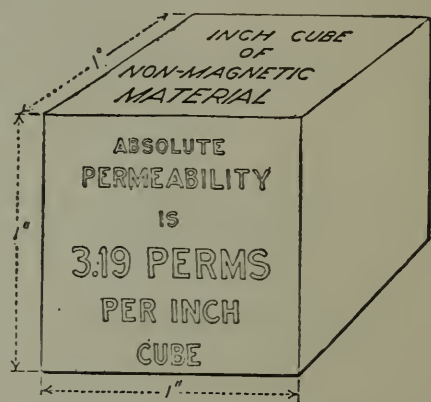 1"
INCH CUBE
OF
NON-MAGNETIC
MATERIAL
ABSOLUTE
PERMEABILITY
IS
3.19 PERMS
PER INCH
CUBE
1"
1"